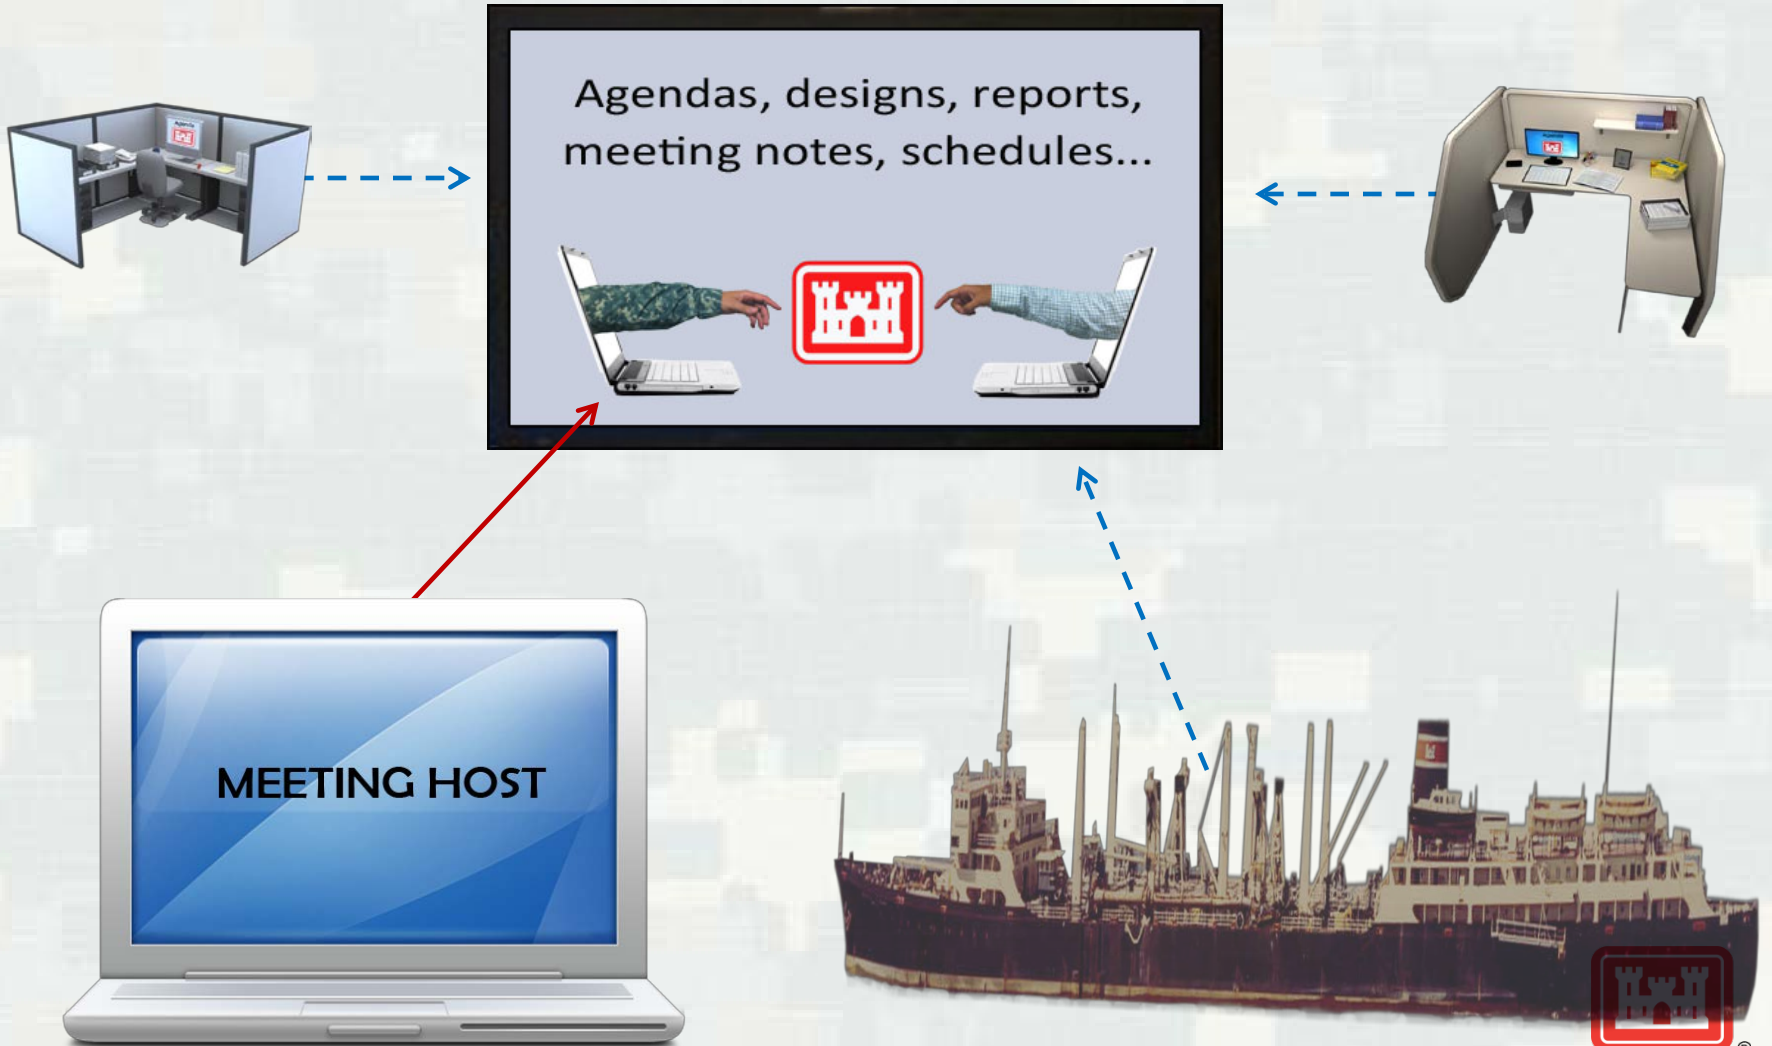 Agendas, designs, reports,
meeting notes, schedules...
MEETING HOST
®